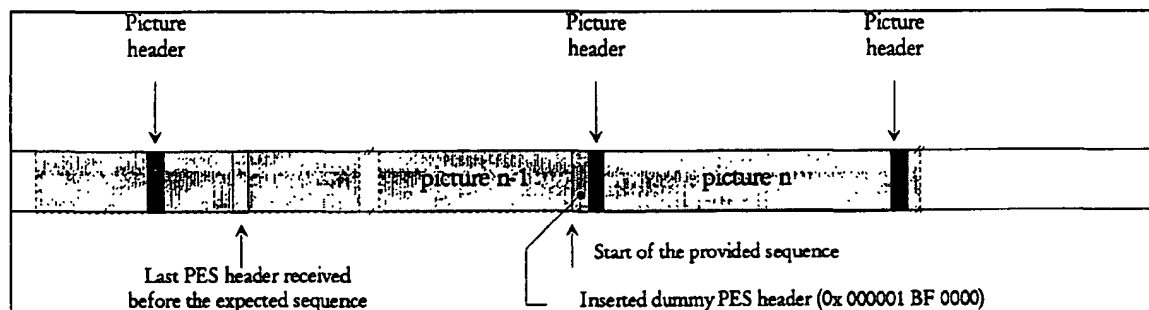 Picture header
Picture header
Picture header
picture n-1
picture n
Last PES header received
before the expected sequence
Start of the provided sequence
Inserted dummy PES header (0x 000001 BF 0000)